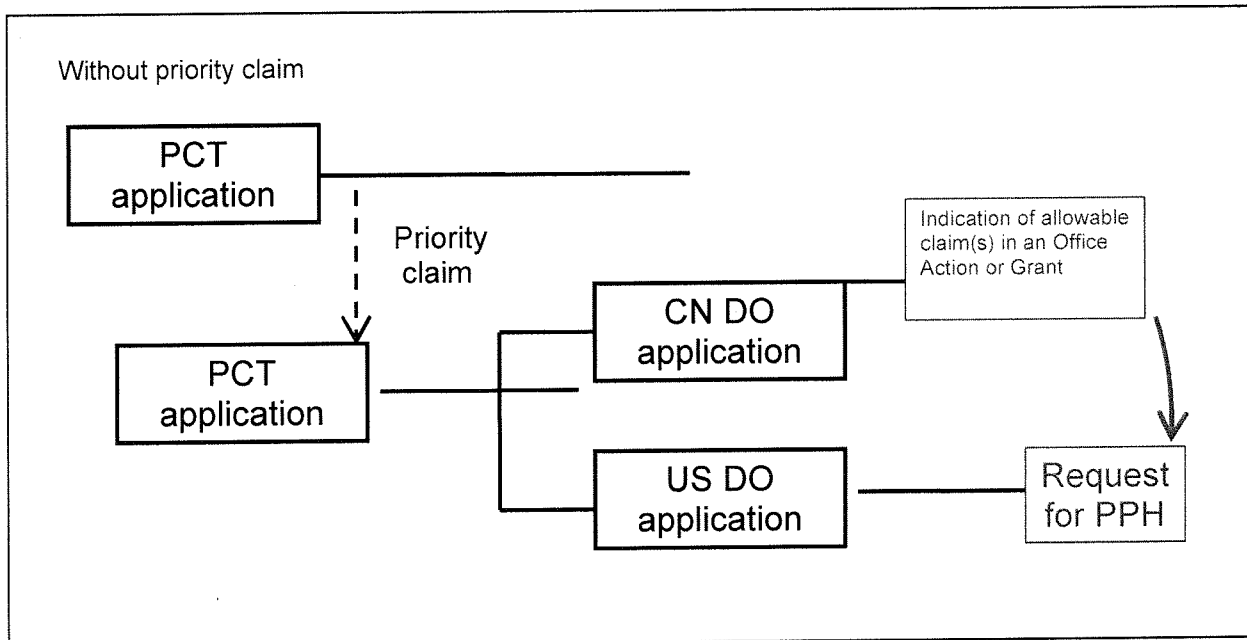 Without priority claim
PCT
application
Priority
claim
Indication of allowable
claim(s) in an Office
Action or Grant
CN DO
application
PCT
application
US DO
application
Request
for PPH